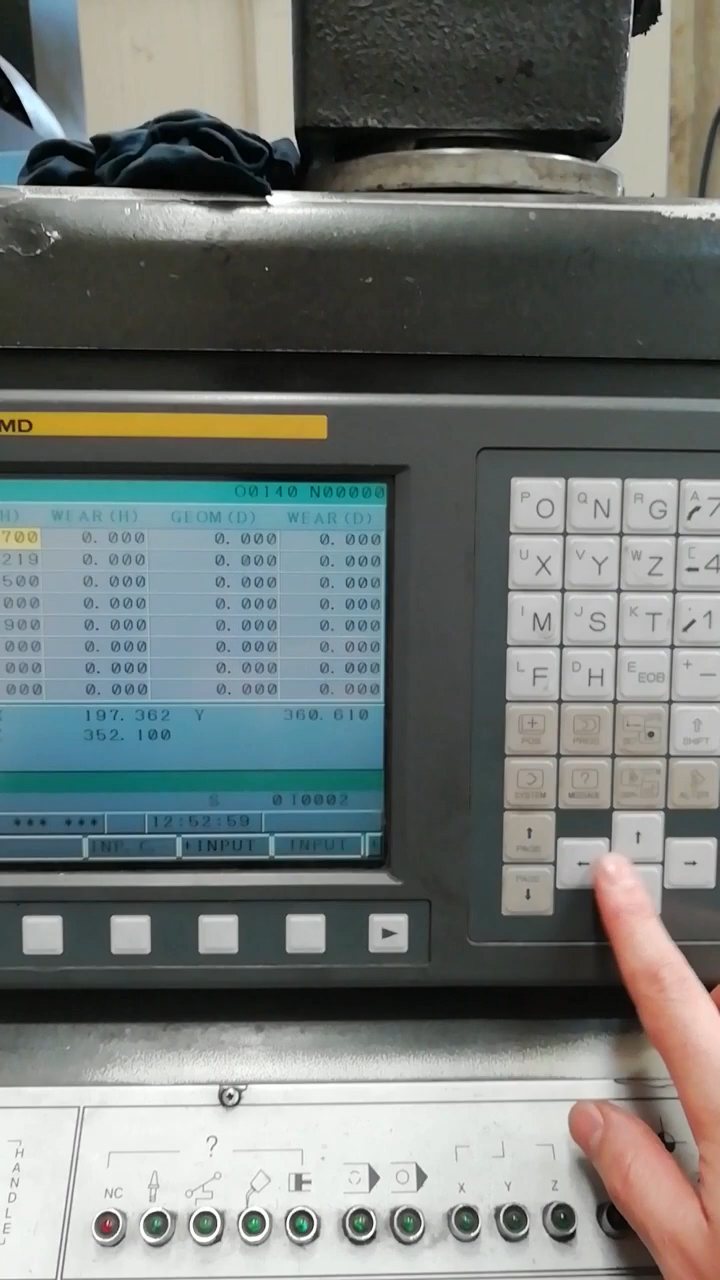 MD
O0140 N00000
H) WEAR(H) GEOM(D) WEAR(D)
700 0.000 0.000 0.000
219 0.000 0.000 0.000
500 0.000 0.000 0.000
000 0.000 0.000 0.000
900 0.000 0.000 0.000
000 0.000 0.000 0.000
000 0.000 0.000 0.000
000 0.000 0.000 0.000
197.362 Y 360.610
352.100
S 0 T0002
*** *** 12:52:59
INP.C. +INPUT INPUT
P O Q N R G A 7
U X V Y W Z [ 4
I M J S K T 1
L F D H E EOB + -
POS PROG SHIFT
SYSTEM MESSAGE
↑ PAGE ↑
← →
PAGE ↓
HANDLE
?
NC X Y Z